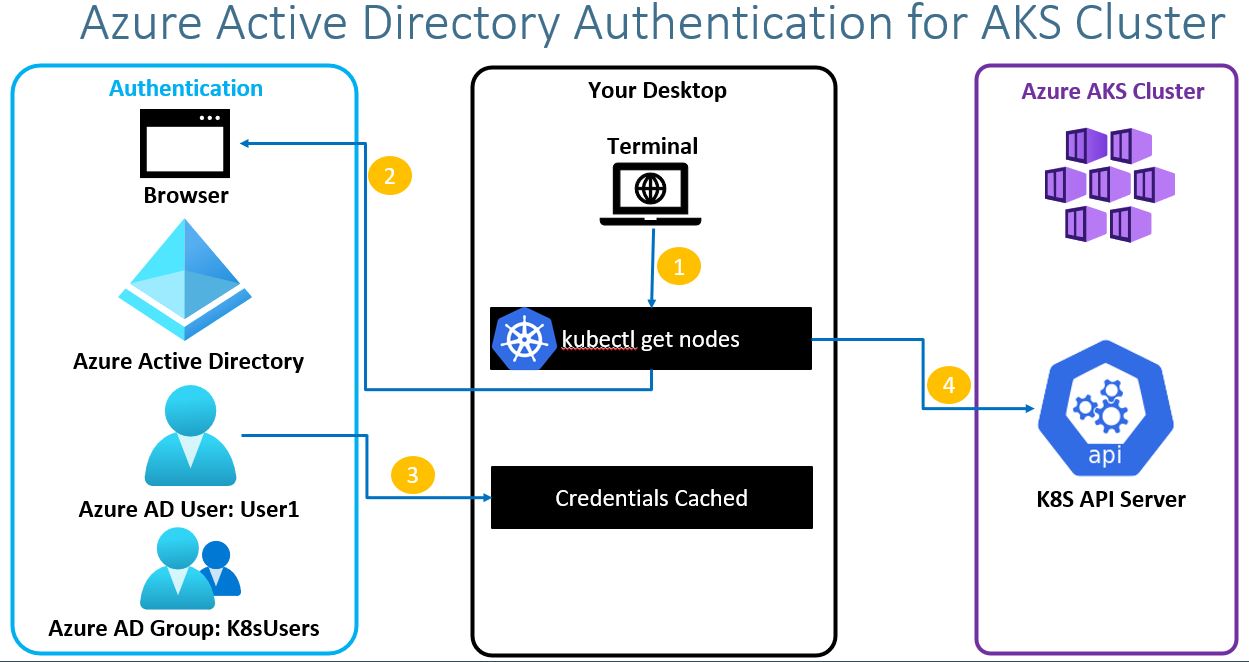 Azure Active Directory Authentication for AKS Cluster
Authentication
Browser
Azure Active Directory
Azure AD User: User1
Azure AD Group: K8sUsers
2
3
Your Desktop
Terminal
1
kubectl get nodes
Credentials Cached
4
Azure AKS Cluster
api
K8S API Server